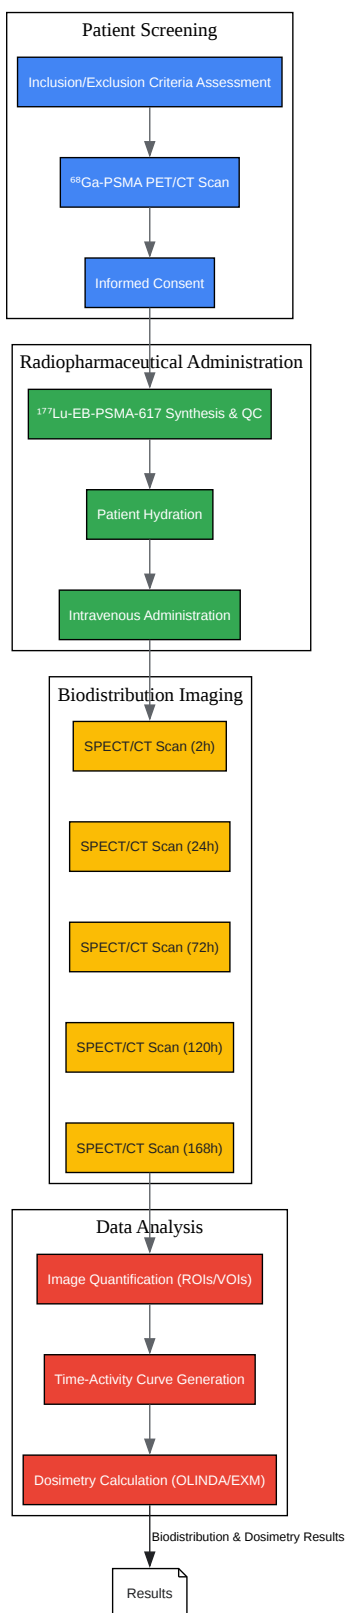 Patient Screening
Inclusion/Exclusion Criteria Assessment
⁶⁸Ga-PSMA PET/CT Scan
Informed Consent
Radiopharmaceutical Administration
¹⁷⁷Lu-EB-PSMA-617 Synthesis & QC
Patient Hydration
Intravenous Administration
Biodistribution Imaging
SPECT/CT Scan (2h)
SPECT/CT Scan (24h)
SPECT/CT Scan (72h)
SPECT/CT Scan (120h)
SPECT/CT Scan (168h)
Data Analysis
Image Quantification (ROIs/VOIs)
Time-Activity Curve Generation
Dosimetry Calculation (OLINDA/EXM)
Biodistribution & Dosimetry Results
Results